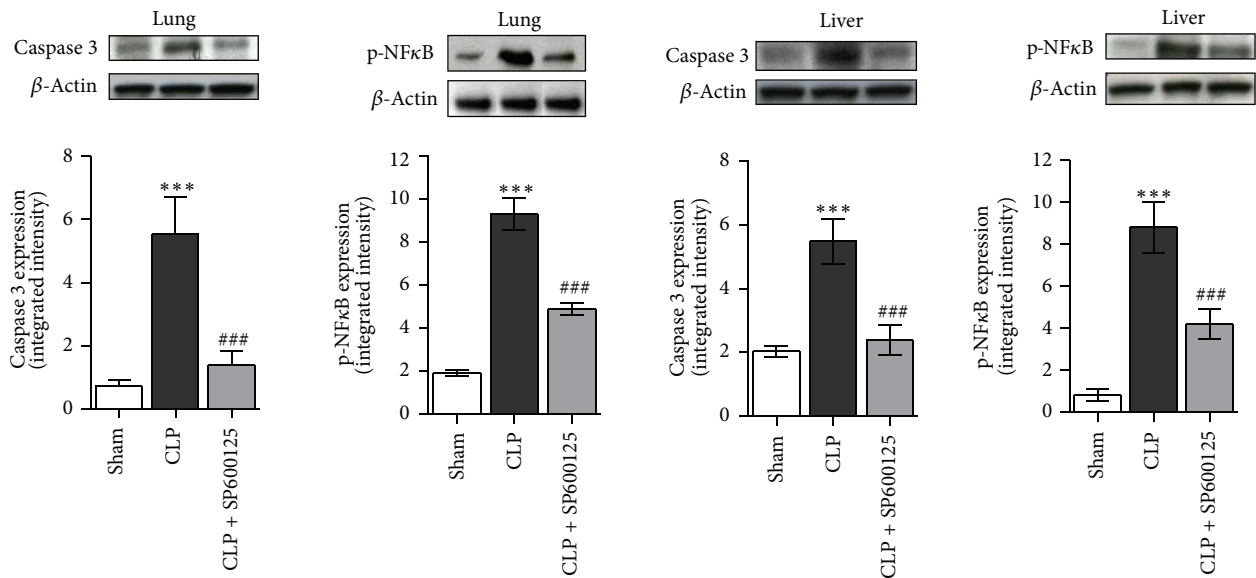 Lung
Caspase 3
β-Actin
8
6
4
2
0
Caspase 3 expression
(integrated intensity)
***
###
Sham
CLP
CLP + SP600125
Lung
p-NFκB
β-Actin
12
10
8
6
4
2
0
p-NFκB expression
(integrated intensity)
***
###
Sham
CLP
CLP + SP600125
Liver
Caspase 3
β-Actin
8
6
4
2
0
Caspase 3 expression
(integrated intensity)
***
###
Sham
CLP
CLP + SP600125
Liver
p-NFκB
β-Actin
12
10
8
6
4
2
0
p-NFκB expression
(integrated intensity)
***
###
Sham
CLP
CLP + SP600125